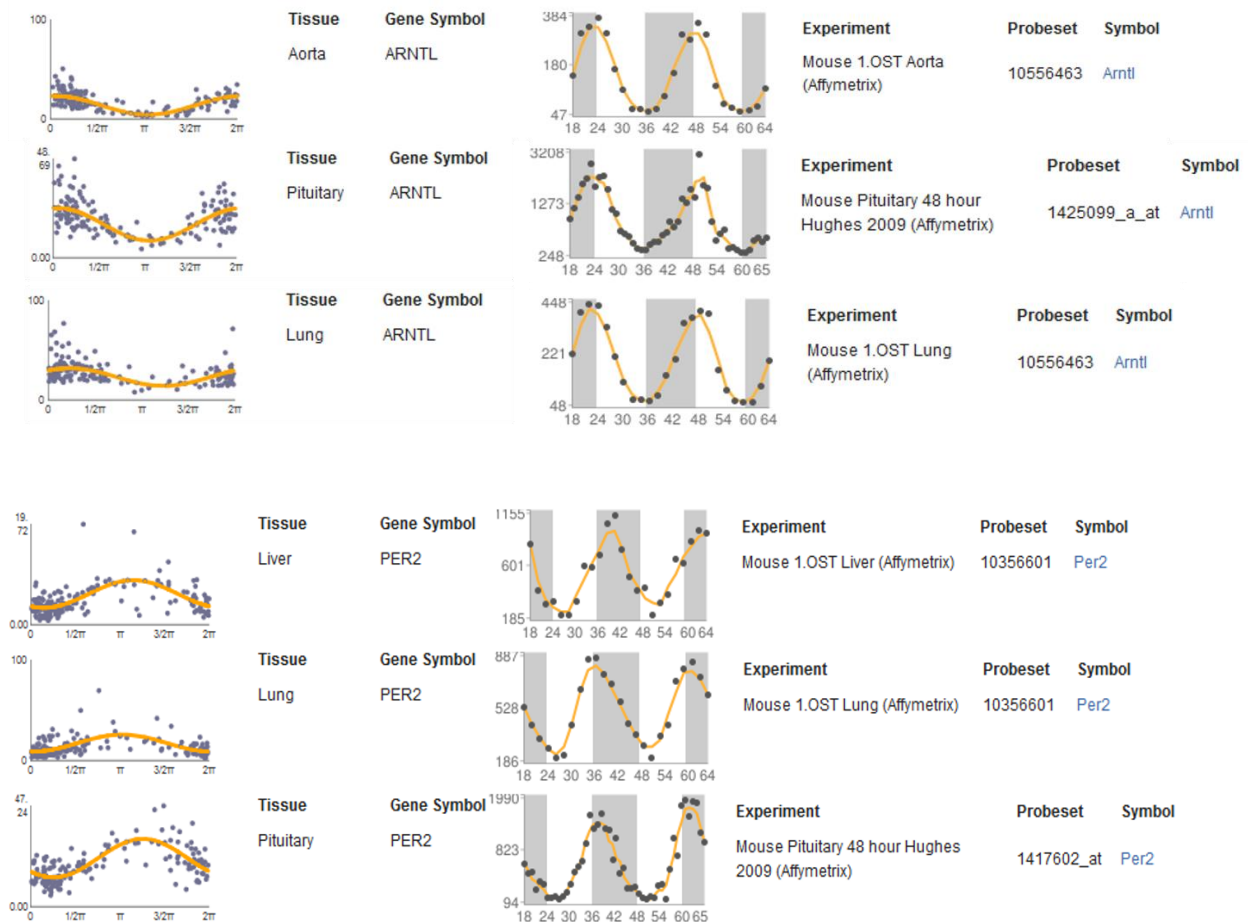 100
0
0 1/2π π 3/2π 2π
Tissue Gene Symbol
Aorta ARNTL
384
180
47
18 24 30 36 42 48 54 60 64
Experiment Probeset Symbol
Mouse 1.OST Aorta
(Affymetrix)
10556463 Arntl
48.
69
0.00
0 1/2π π 3/2π 2π
Tissue Gene Symbol
Pituitary ARNTL
3208
1273
248
18 24 30 36 42 48 54 60 65
Experiment Probeset Symbol
Mouse Pituitary 48 hour
Hughes 2009 (Affymetrix)
1425099_a_at Arntl
100
0
0 1/2π π 3/2π 2π
Tissue Gene Symbol
Lung ARNTL
448
221
48
18 24 30 36 42 48 54 60 64
Experiment Probeset Symbol
Mouse 1.OST Lung
(Affymetrix)
10556463 Arntl
19.
72
0.00
0 1/2π π 3/2π 2π
Tissue Gene Symbol
Liver PER2
1155
601
185
18 24 30 36 42 48 54 60 64
Experiment Probeset Symbol
Mouse 1.OST Liver (Affymetrix) 10356601 Per2
100
0
0 1/2π π 3/2π 2π
Tissue Gene Symbol
Lung PER2
887
528
186
18 24 30 36 42 48 54 60 64
Experiment Probeset Symbol
Mouse 1.OST Lung (Affymetrix) 10356601 Per2
47.
24
0.00
0 1/2π π 3/2π 2π
Tissue Gene Symbol
Pituitary PER2
1990
823
94
18 24 30 36 42 48 54 60 65
Experiment Probeset Symbol
Mouse Pituitary 48 hour Hughes
2009 (Affymetrix)
1417602_at Per2